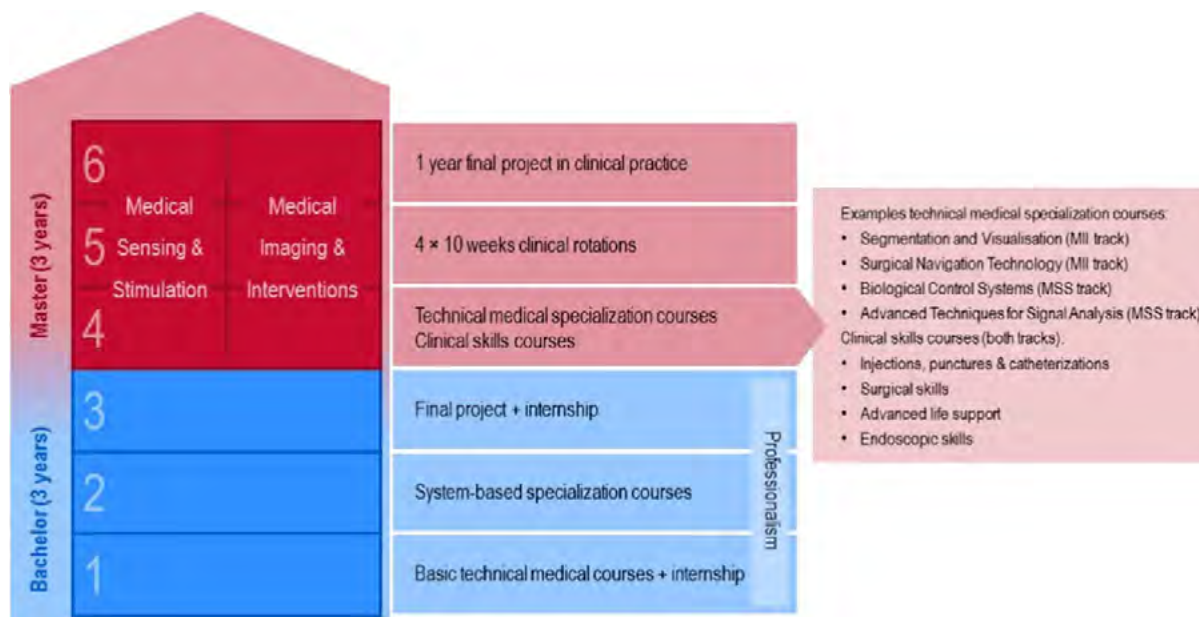 6
Medical
Sensing &
Stimulation
Medical
Imaging &
Interventions
5
4
3
2
1
Master (3 years)
Bachelor (3 years)
1 year final project in clinical practice
4 × 10 weeks clinical rotations
Technical medical specialization courses
Clinical skills courses
Final project + internship
System-based specialization courses
Basic technical medical courses + internship
Professionalism
Examples technical medical specialization courses:
• Segmentation and Visualisation (MII track)
• Surgical Navigation Technology (MII track)
• Biological Control Systems (MSS track)
• Advanced Techniques for Signal Analysis (MSS track)
Clinical skills courses (both tracks).
• Injections, punctures & catheterizations
• Surgical skills
• Advanced life support
• Endoscopic skills